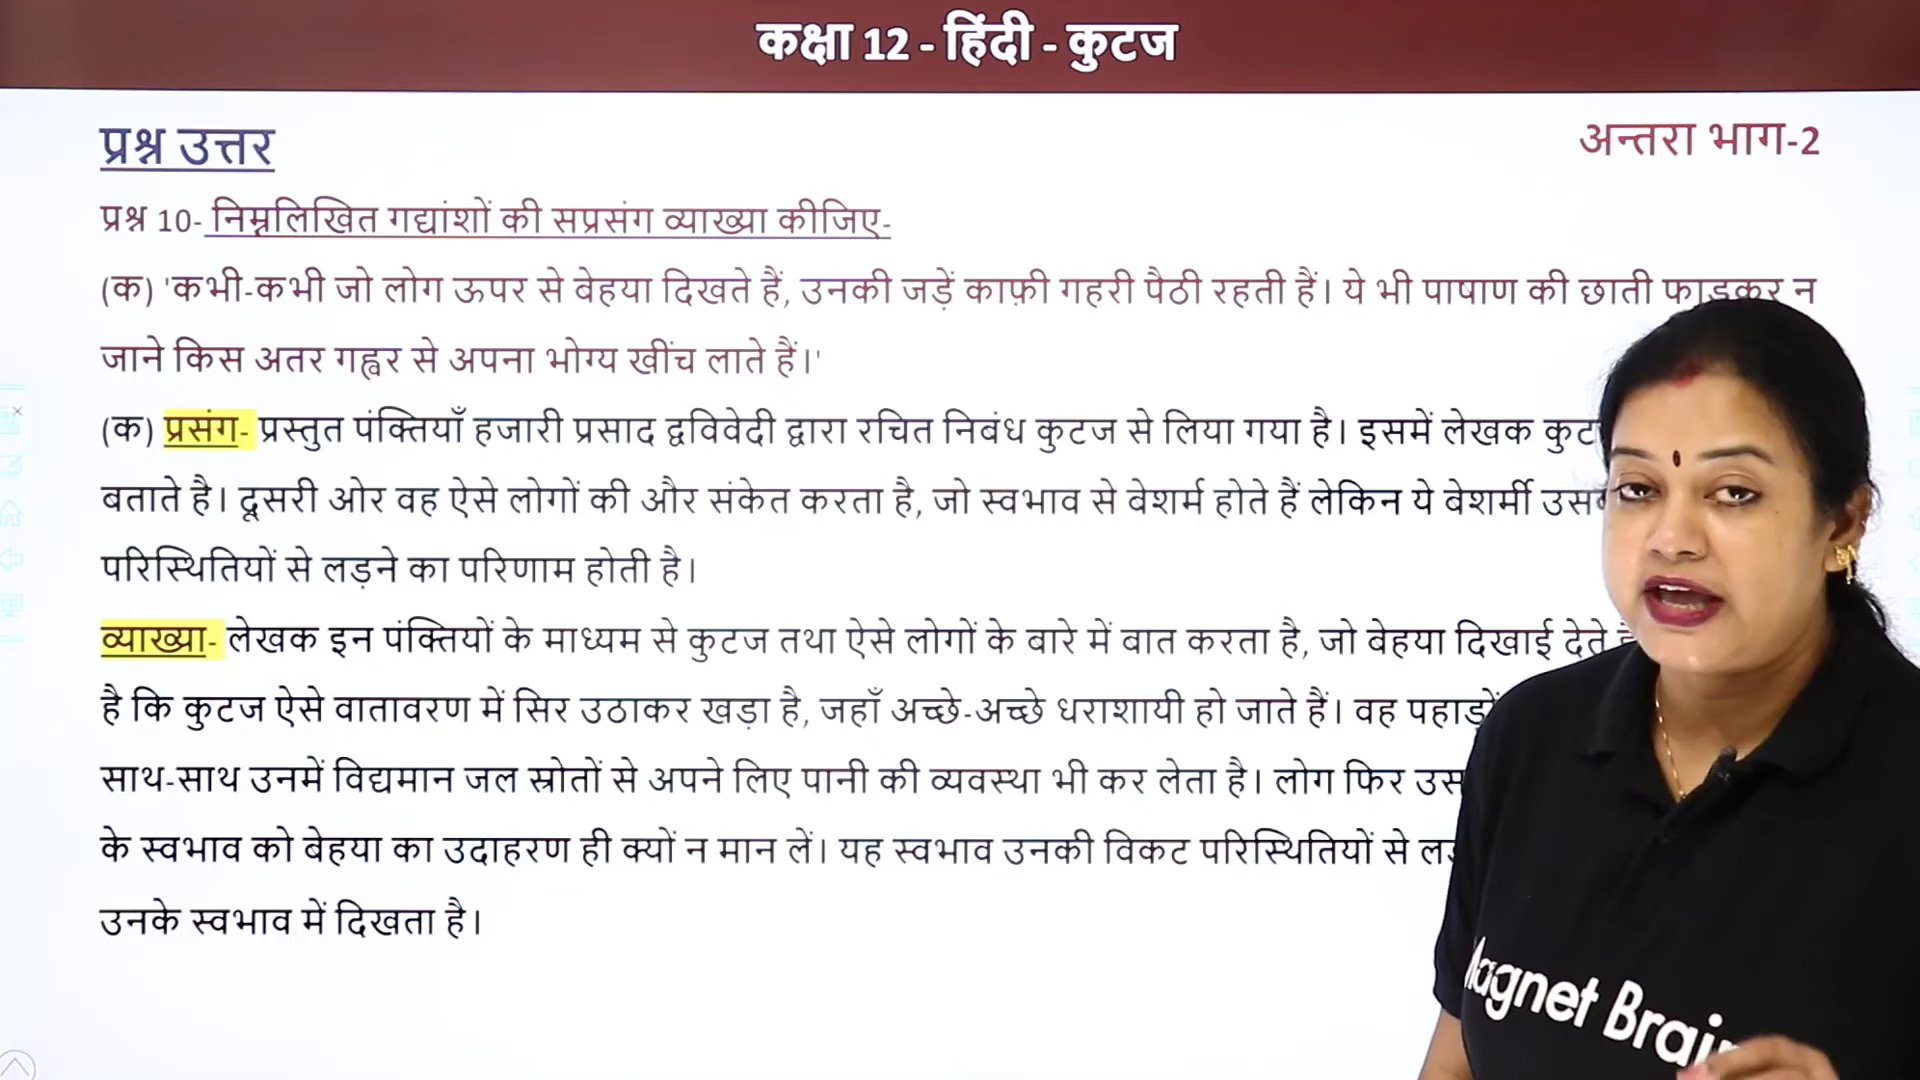 कक्षा 12 - हिंदी - कुटज
प्रश्न उत्तर
अन्तरा भाग-2
प्रश्न 10- निम्नलिखित गद्यांशों की सप्रसंग व्याख्या कीजिए-
(क) 'कभी-कभी जो लोग ऊपर से बेहया दिखते हैं, उनकी जड़ें काफ़ी गहरी पैठी रहती हैं। ये भी पाषाण की छाती फाड़कर न
जाने किस अतर गह्वर से अपना भोग्य खींच लाते हैं।'
(क) प्रसंग- प्रस्तुत पंक्तियाँ हजारी प्रसाद द्वविवेदी द्वारा रचित निबंध कुटज से लिया गया है। इसमें लेखक
बताते है। दूसरी ओर वह ऐसे लोगों की और संकेत करता है, जो स्वभाव से बेशर्म होते हैं लेकिन ये बेशर्मी
परिस्थितियों से लड़ने का परिणाम होती है।
व्याख्या- लेखक इन पंक्तियों के माध्यम से कुटज तथा ऐसे लोगों के बारे में बात करता है, जो बेहया दिखाई देते
है कि कुटज ऐसे वातावरण में सिर उठाकर खड़ा है, जहाँ अच्छे-अच्छे धराशायी हो जाते हैं। वह
साथ-साथ उनमें विद्यमान जल स्रोतों से अपने लिए पानी की व्यवस्था भी कर लेता है। लोग फिर
के स्वभाव को बेहया का उदाहरण ही क्यों न मान लें। यह स्वभाव उनकी विकट परिस्थितियों से
उनके स्वभाव में दिखता है।
Magnet Brai